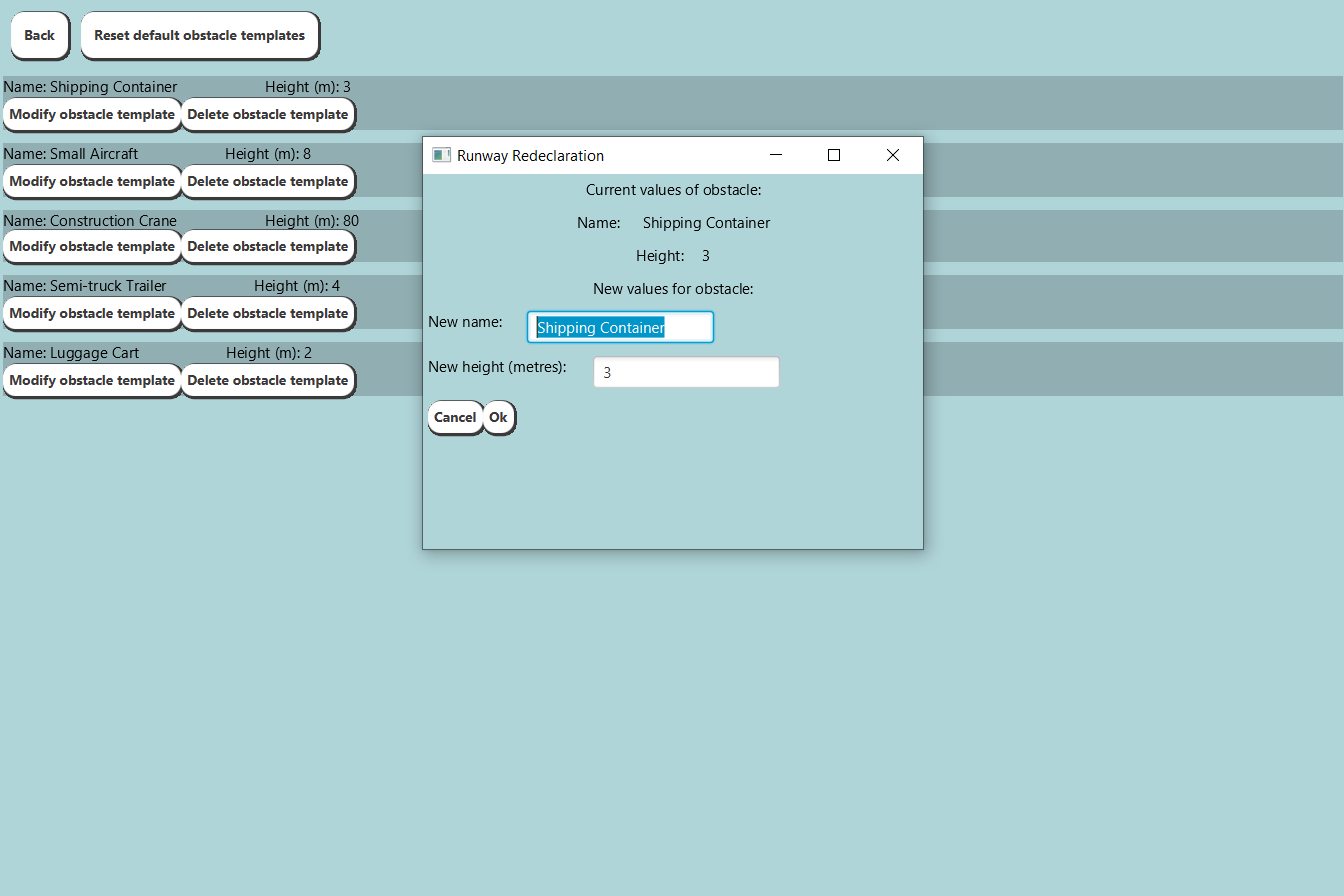 Back Reset default obstacle templates
Name: Shipping Container Height (m): 3
Modify obstacle template Delete obstacle template
Name: Small Aircraft Height (m): 8
Modify obstacle template Delete obstacle template
Name: Construction Crane Height (m): 80
Modify obstacle template Delete obstacle template
Name: Semi-truck Trailer Height (m): 4
Modify obstacle template Delete obstacle template
Name: Luggage Cart Height (m): 2
Modify obstacle template Delete obstacle template
Runway Redeclaration
Current values of obstacle:
Name: Shipping Container
Height: 3
New values for obstacle:
New name: Shipping Container
New height (metres): 3
Cancel Ok